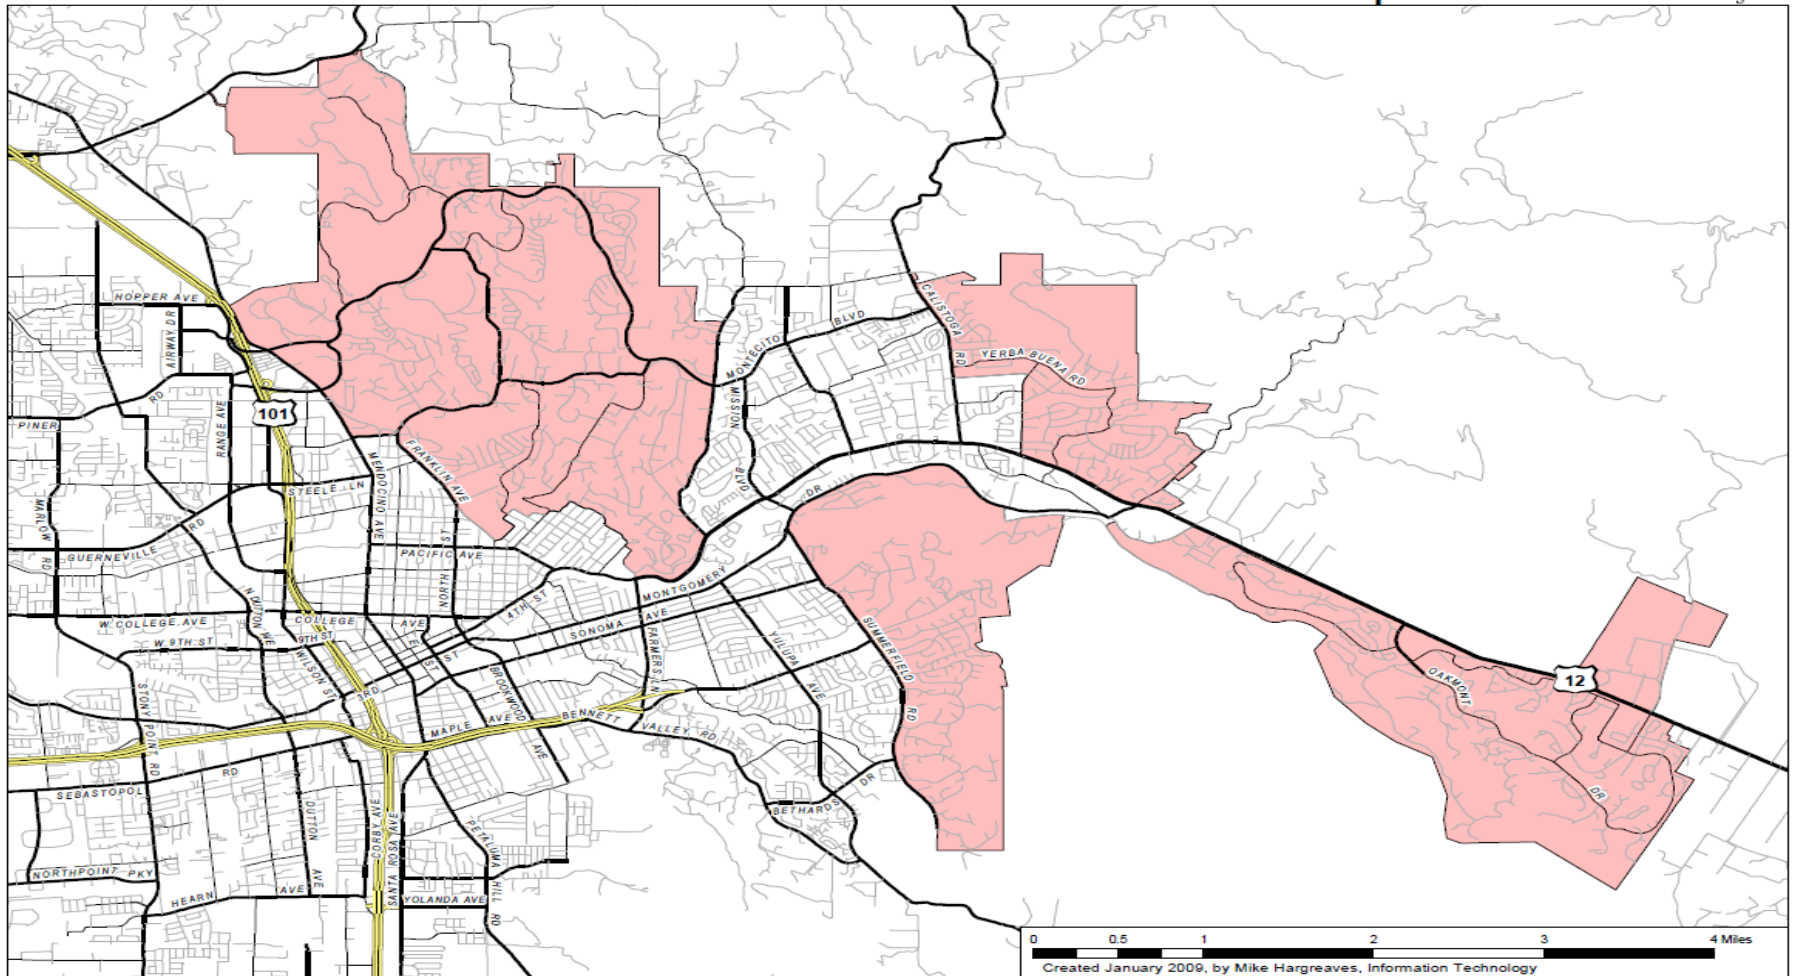 HOPPER AVE
AIRWAY DR
CALISTOGA RD
MONTECITO BLVD
YERBA BUENA RD
RD
PINER
RANGE AVE
101
MISSION BLVD
FRANKLIN AVE
MENDOCINO AVE
STEELE LN
DR
MARLOW RD
GUERNEVILLE RD
PACIFIC AVE
NORTH ST
MONTGOMERY
4TH ST
N DUTTON AVE
W COLLEGE AVE
COLLEGE AVE
SONOMA AVE
W 9TH ST
9TH ST
WILSON ST
E ST
ST
FARMERS LN
YULUPA AVE
SUMMERFIELD RD
BROOKWOOD AVE
3RD
OAKMONT DR
12
STONY POINT RD
MAPLE AVE
BENNETT VALLEY RD
SEBASTOPOL RD
DUTTON AVE
CORBY AVE
SANTA ROSA AVE
BETHARDS DR
PETALUMA HILL RD
NORTHPOINT PKY
HEARN AVE
YOLANDA AVE
0 0.5 1 2 3 4 Miles
Created January 2009, by Mike Hargreaves, Information Technology